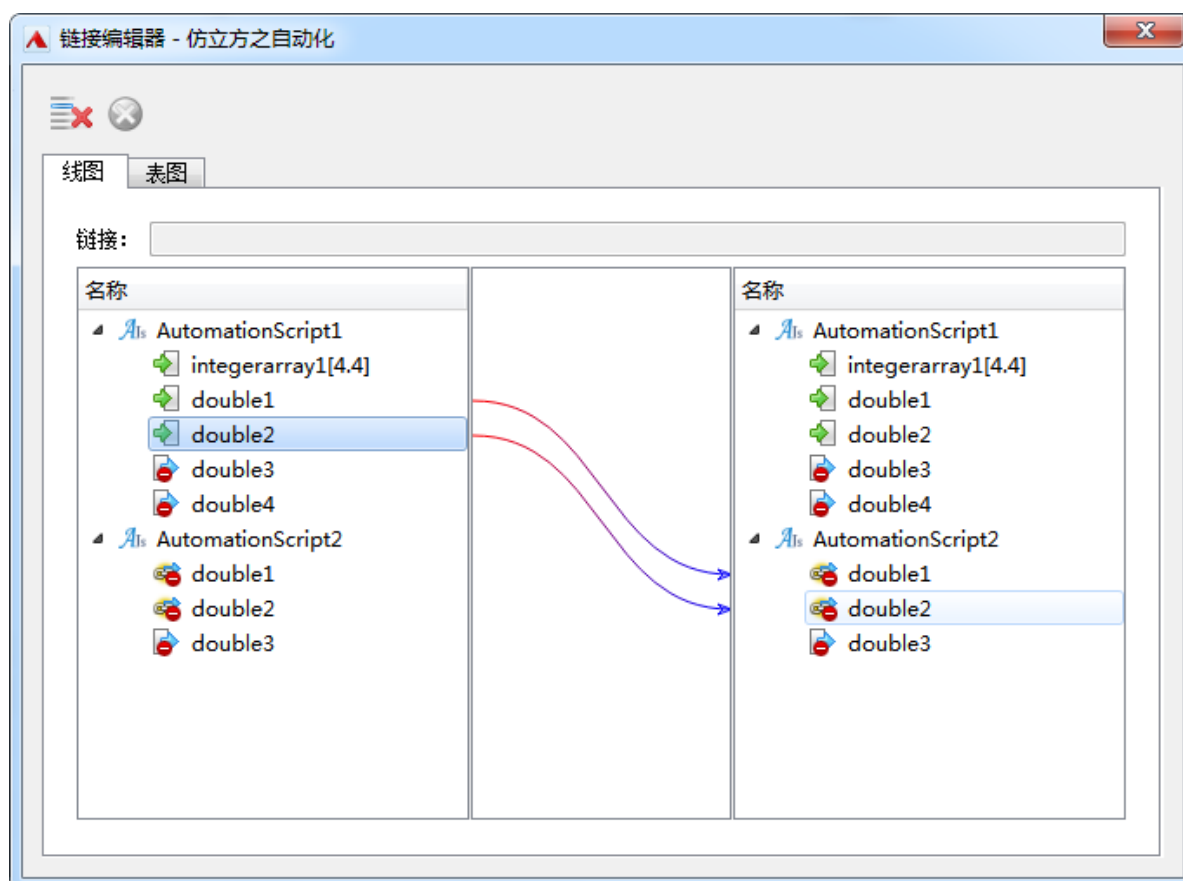 链接编辑器 - 仿立方之自动化
线图 表图
链接：
名称
AutomationScript1
integerarray1[4.4]
double1
double2
double3
double4
AutomationScript2
double1
double2
double3
名称
AutomationScript1
integerarray1[4.4]
double1
double2
double3
double4
AutomationScript2
double1
double2
double3